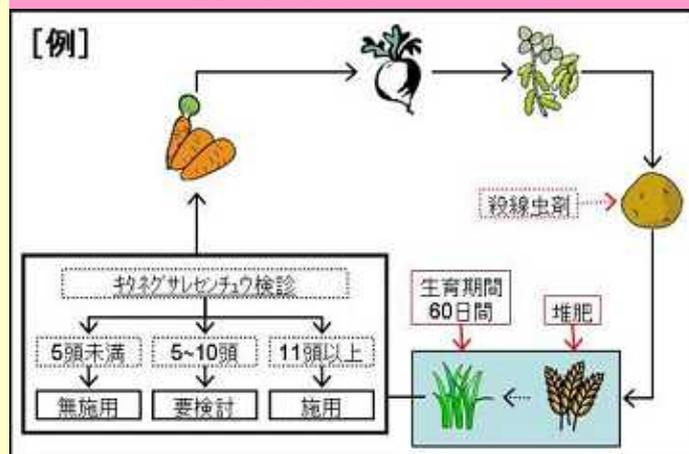 [例]
殺線虫剤
キタネグサレセンチュウ検診
生育期間
60日間
堆肥
5頭未満
5~10頭
11頭以上
無施用
要検討
施用